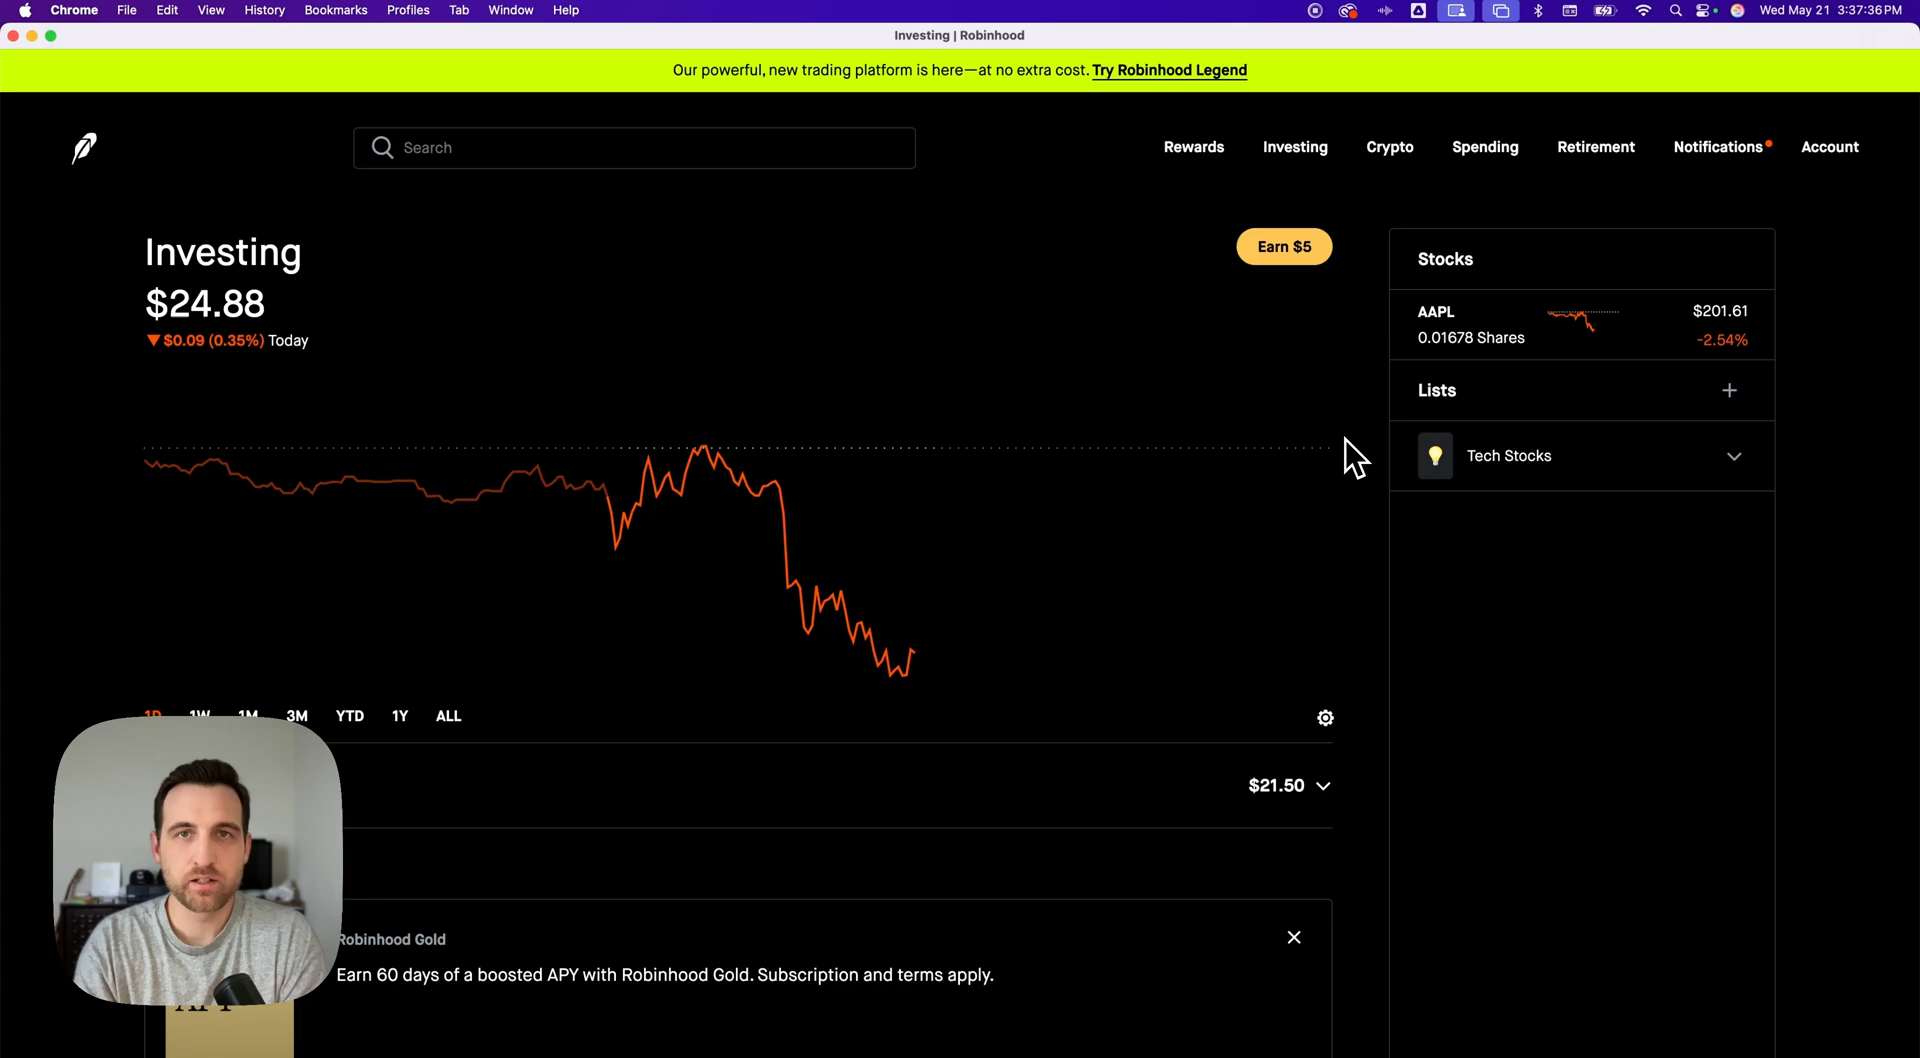 Chrome File Edit View History Bookmarks Profiles Tab Window Help Wed May 21 3:37:36 PM
Investing | Robinhood
Our powerful, new trading platform is here—at no extra cost. Try Robinhood Legend
Search
Rewards Investing Crypto Spending Retirement Notifications Account
Investing
$24.88
▼$0.09 (0.35%) Today
Earn $5
Stocks
AAPL $201.61
0.01678 Shares -2.54%
Lists +
Tech Stocks
1D 1W 1M 3M YTD 1Y ALL
$21.50
Robinhood Gold
Earn 60 days of a boosted APY with Robinhood Gold. Subscription and terms apply.
APY